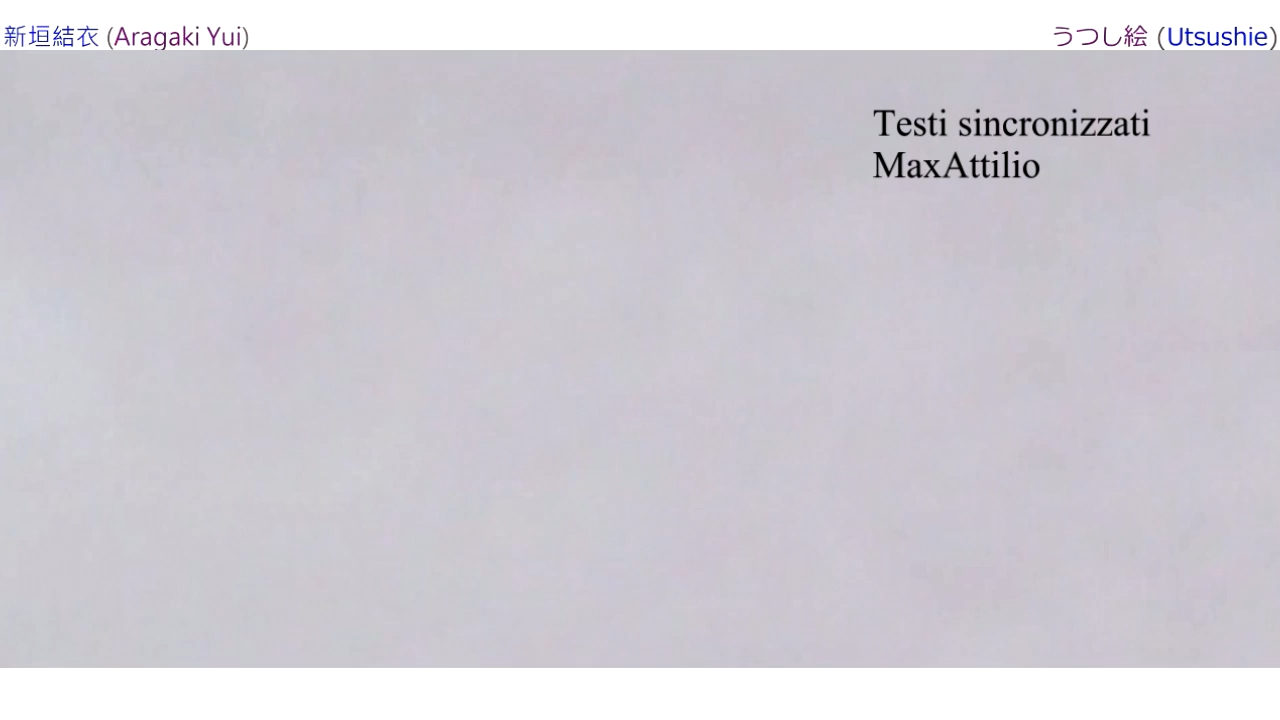 新垣結衣 (Aragaki Yui)
うつし絵 (Utsushie)
Testi sincronizzati
MaxAttilio